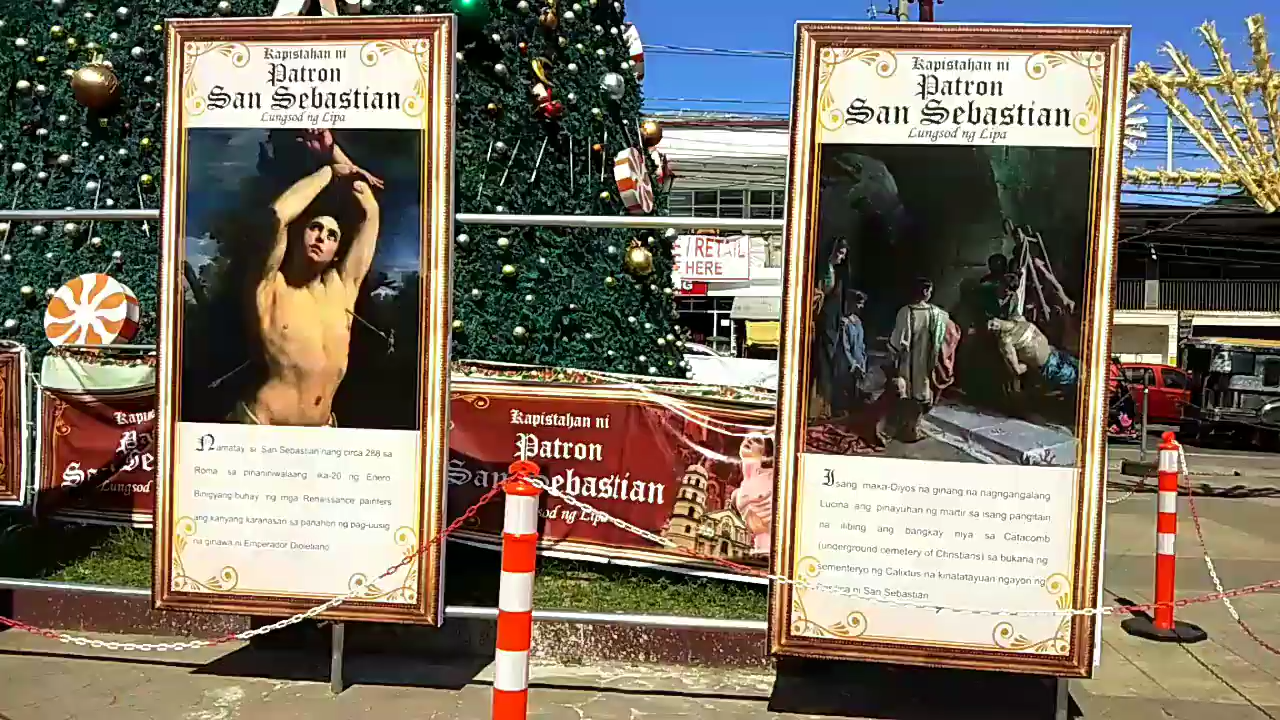 Kapistahan ni
Patron
San Sebastian
Lungsod ng Lipa
Namatay si San Sebastian nang circa 288 sa
Roma sa pinaniniwalaang ika-20 ng Enero
Binigyang-buhay ng mga Renaissance painters
ang kanyang karanasan sa panahon ng pag-uusig
na ginawa ni Emperador
Kapistahan ni
Patron
San Sebastian
Lungsod ng Lipa
Isang maka-Diyos na ginang na nagngangalang
Lucina ang pinayuhan ng martir sa isang pangitain
na ilibing ang bangkay niya sa Catacomb
(underground cemetery of Christians) sa bukana ng
sementeryo ng Calixtus na kinatatayuan ngayon ng
ni San Sebastian
Kapistahan ni
Patron
San Sebastian
ng Lipa
RETAIL
HERE
Lungsod